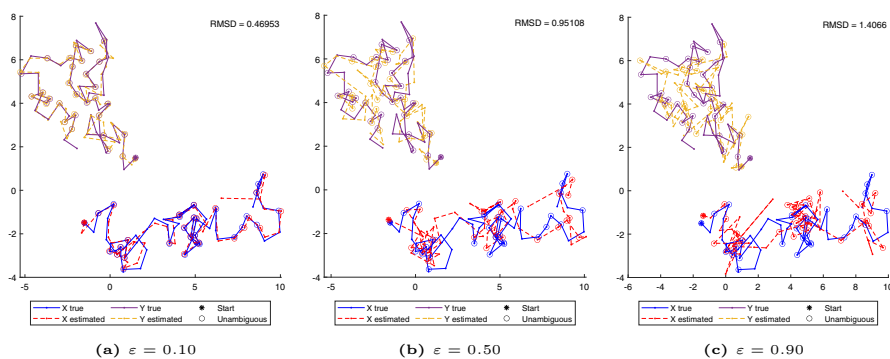 RMSD = 0.46953
RMSD = 0.95108
RMSD = 1.4066
8
6
4
2
0
-2
-4
-5 0 5 10
8
6
4
2
0
-2
-4
-5 0 5 10
8
6
4
2
0
-2
-4
-6 -4 -2 0 2 4 6 8 10
X true Y true Start
X estimated Y estimated Unambiguous
X true Y true Start
X estimated Y estimated Unambiguous
X true Y true Start
X estimated Y estimated Unambiguous
(a) ε = 0.10
(b) ε = 0.50
(c) ε = 0.90